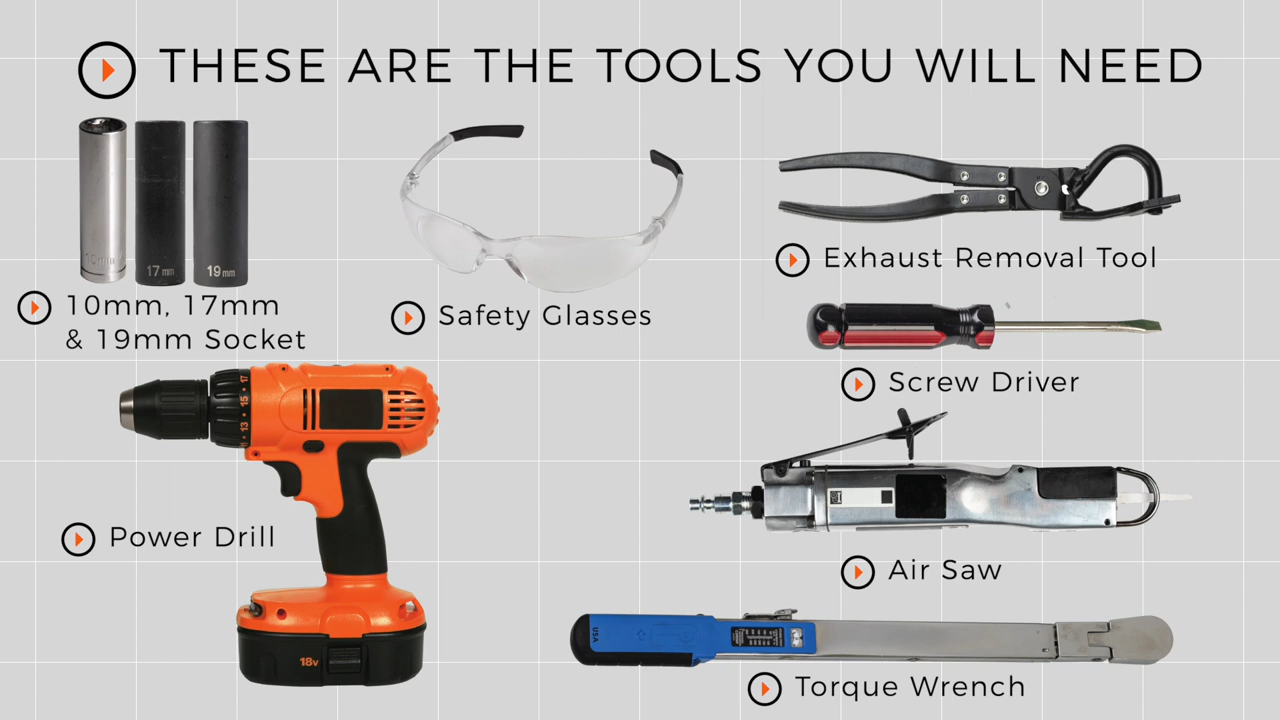 THESE ARE THE TOOLS YOU WILL NEED
10mm
17mm
19mm
10mm, 17mm
& 19mm Socket
Safety Glasses
Exhaust Removal Tool
Screw Driver
13 • 15 • 17
Power Drill
18v
Air Saw
USA
Torque Wrench